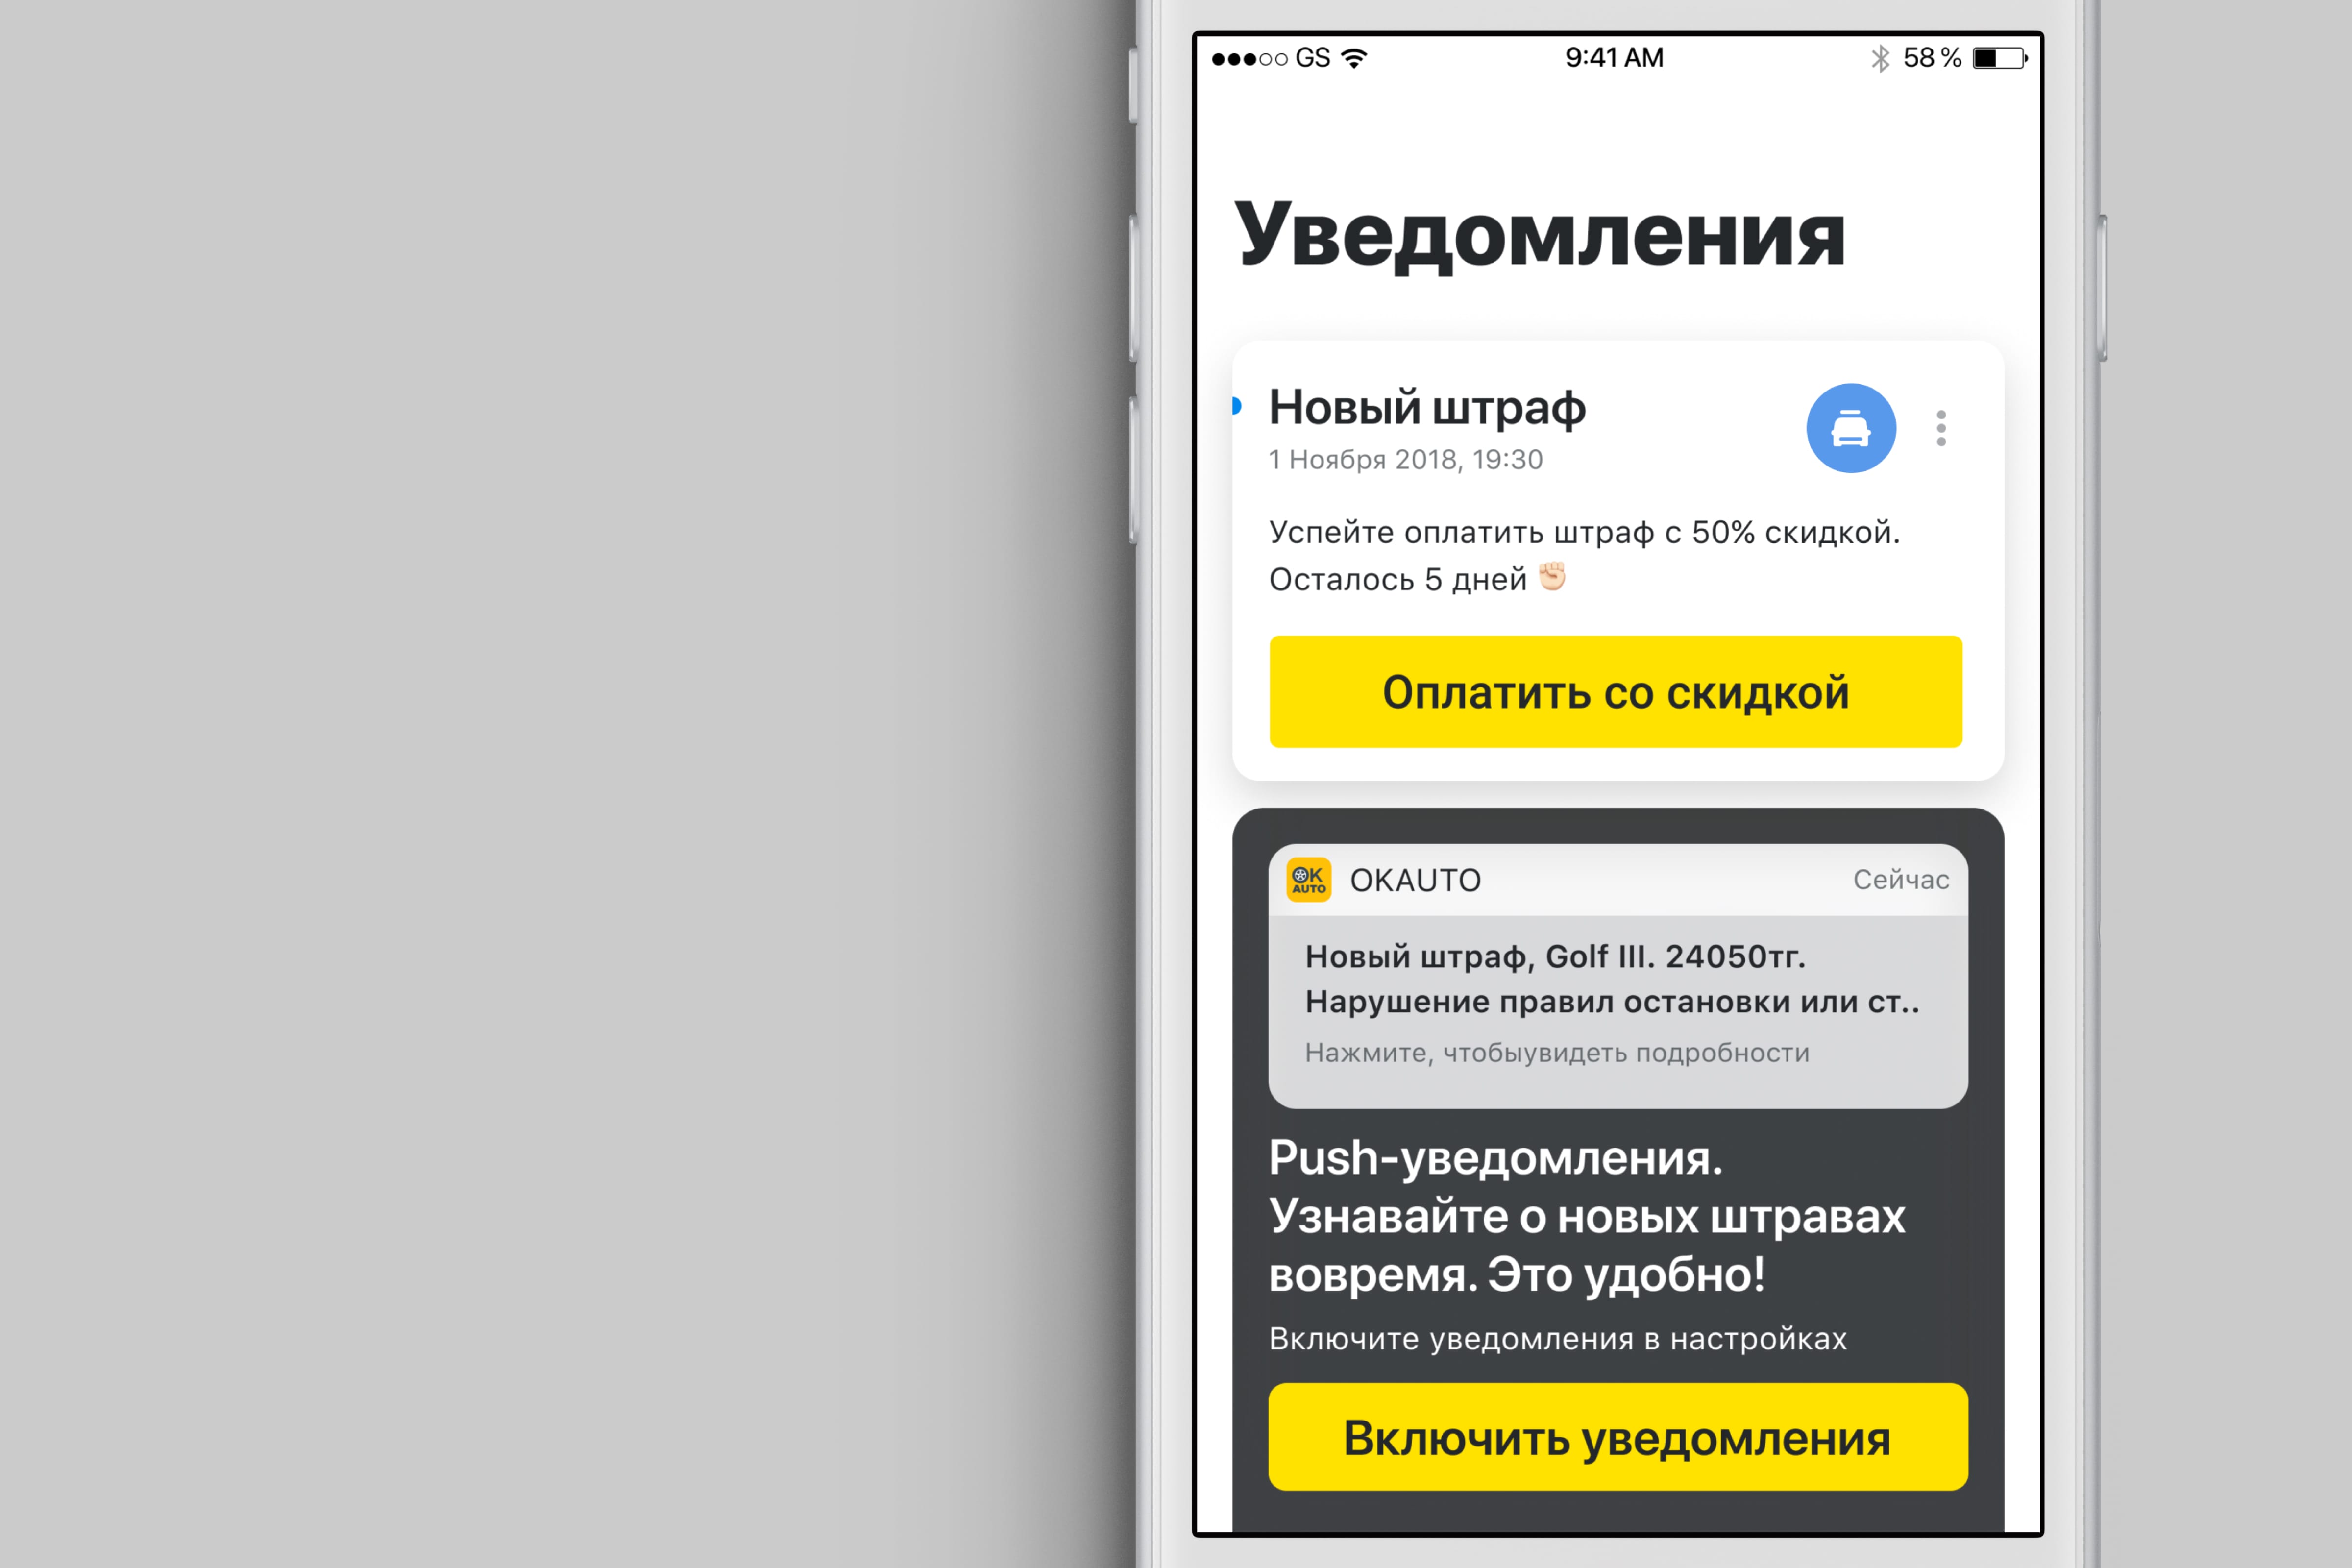 GS 9:41 AM 58 %
Уведомления
Новый штраф
1 Ноября 2018, 19:30
Успейте оплатить штраф с 50% скидкой.
Осталось 5 дней ✊🏻
Оплатить со скидкой
OK
AUTO
OKAUTO Сейчас
Новый штраф, Golf III. 24050тг.
Нарушение правил остановки или ст..
Нажмите, чтобыувидеть подробности
Push-уведомления.
Узнавайте о новых штравах
вовремя. Это удобно!
Включите уведомления в настройках
Включить уведомления